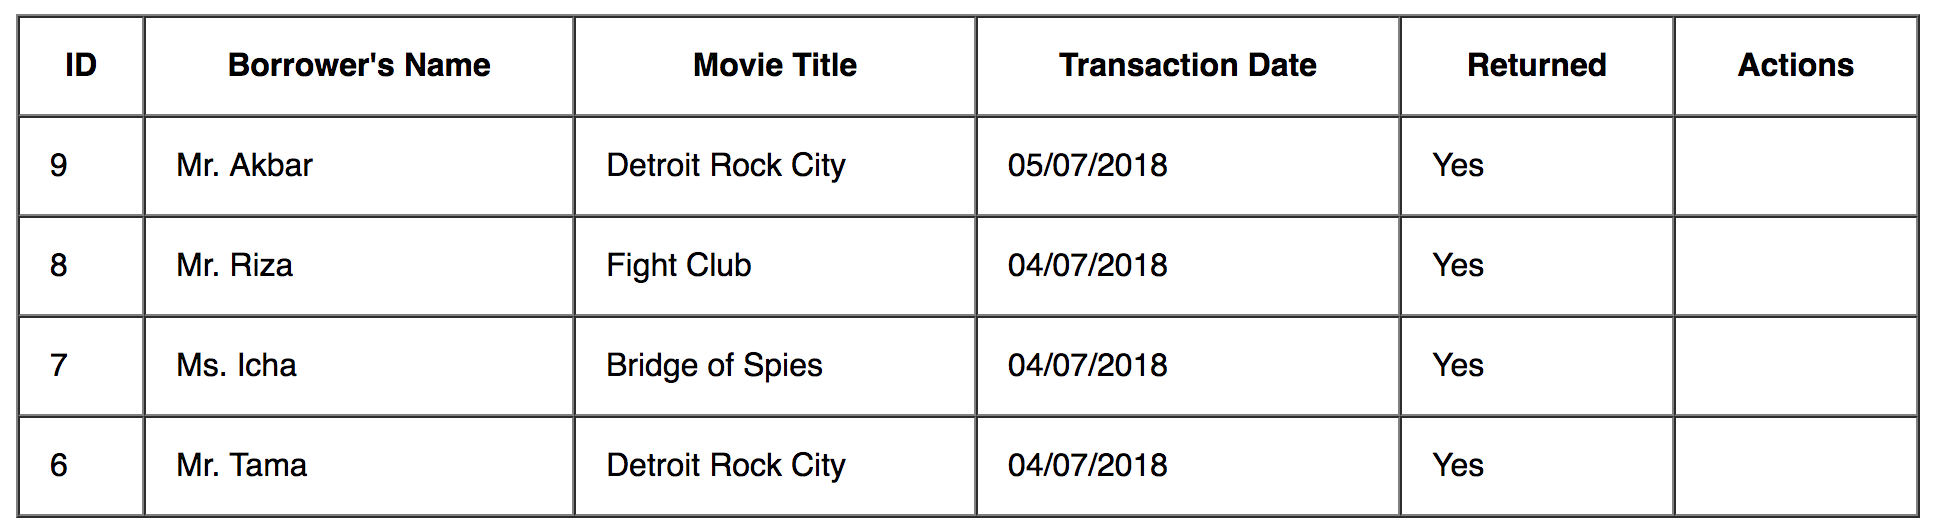 ID Borrower's Name Movie Title Transaction Date Returned Actions
9 Mr. Akbar Detroit Rock City 05/07/2018 Yes
8 Mr. Riza Fight Club 04/07/2018 Yes
7 Ms. Icha Bridge of Spies 04/07/2018 Yes
6 Mr. Tama Detroit Rock City 04/07/2018 Yes